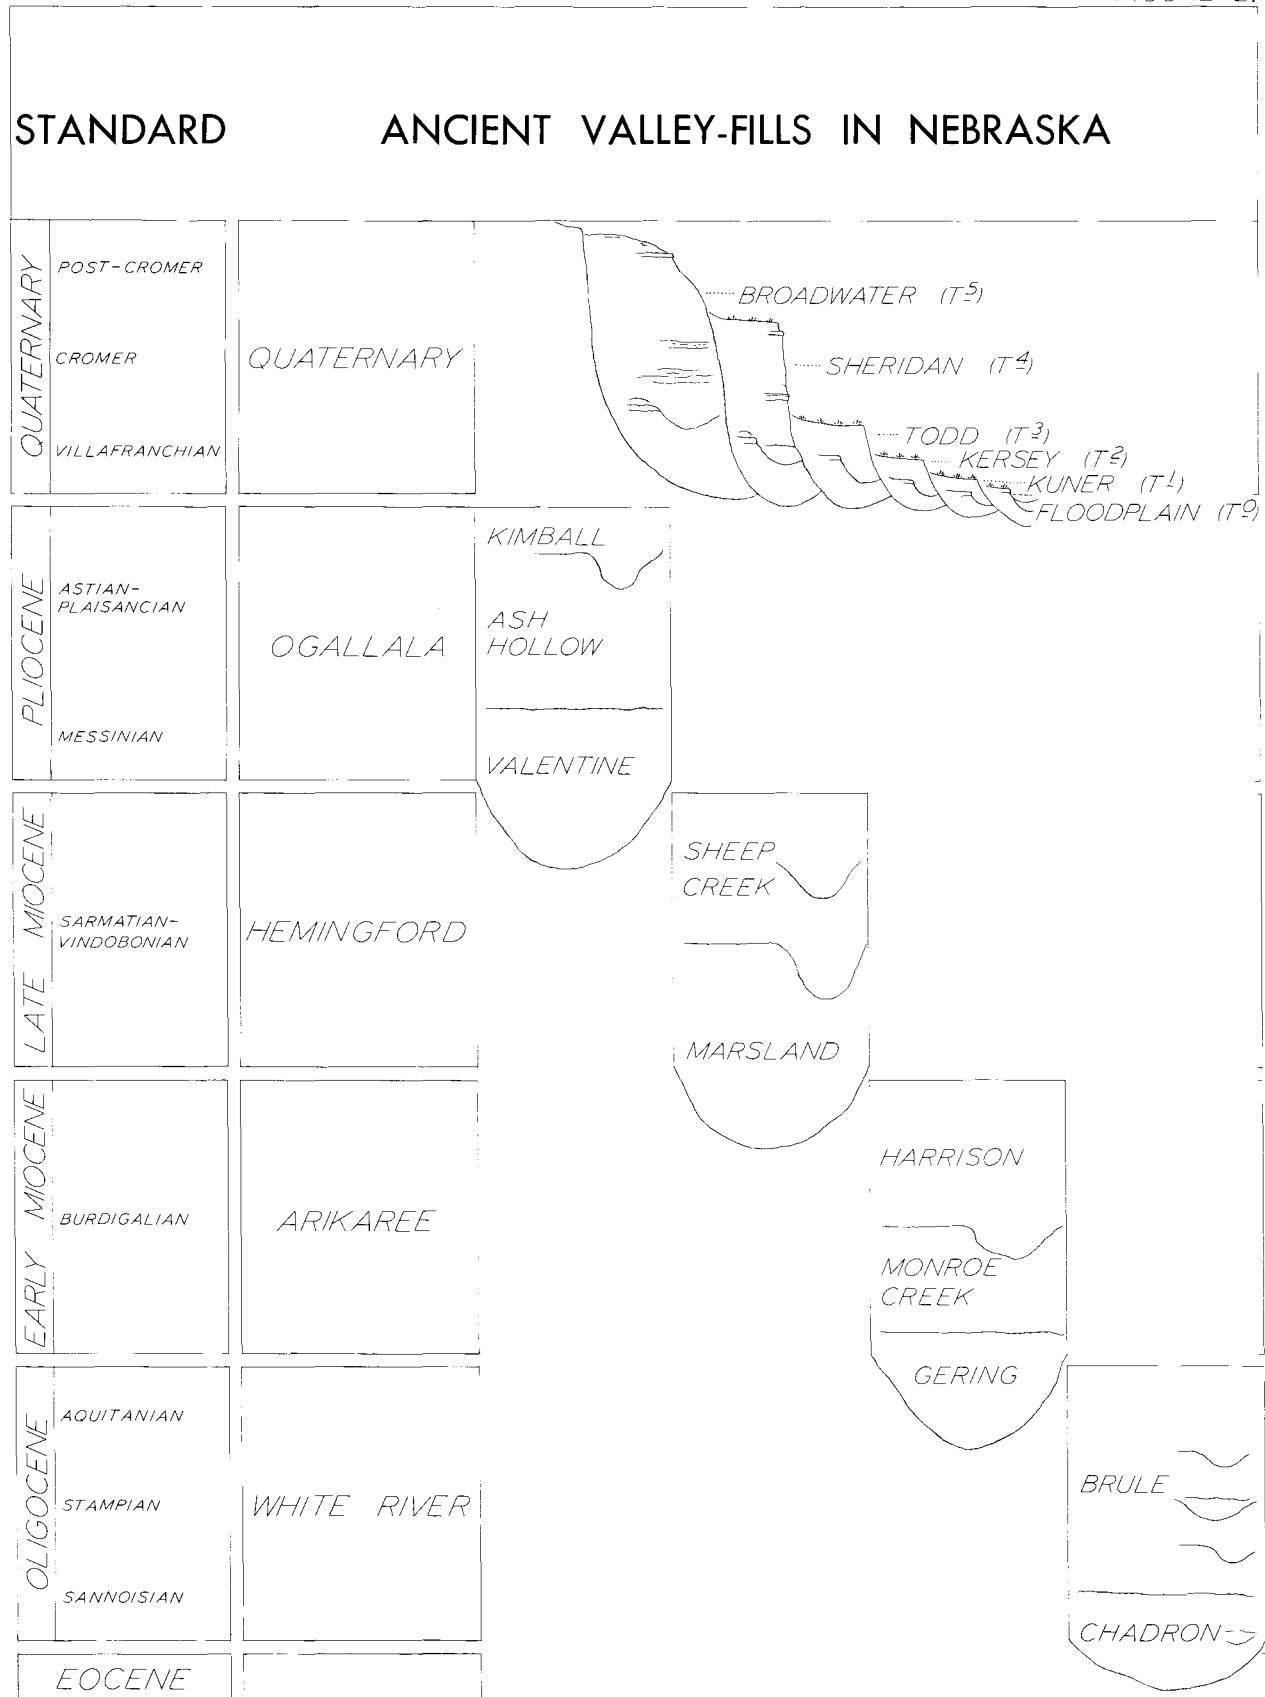 STANDARD ANCIENT VALLEY-FILLS IN NEBRASKA
QUATERNARY
POST-CROMER
CROMER
VILLAFRANCHIAN
QUATERNARY
BROADWATER (T5)
SHERIDAN (T4)
TODD (T3)
KERSEY (T2)
KUNER (T1)
FLOODPLAIN (T0)
PLIOCENE
ASTIAN-
PLAISANCIAN
MESSINIAN
OGALLALA
KIMBALL
ASH
HOLLOW
VALENTINE
LATE MIOCENE
SARMATIAN-
VINDOBONIAN
HEMINGFORD
SHEEP
CREEK
MARSLAND
EARLY MIOCENE
BURDIGALIAN
ARIKAREE
HARRISON
MONROE
CREEK
GERING
OLIGOCENE
AQUITANIAN
STAMPIAN
SANNOISIAN
WHITE RIVER
BRULE
CHADRON
EOCENE